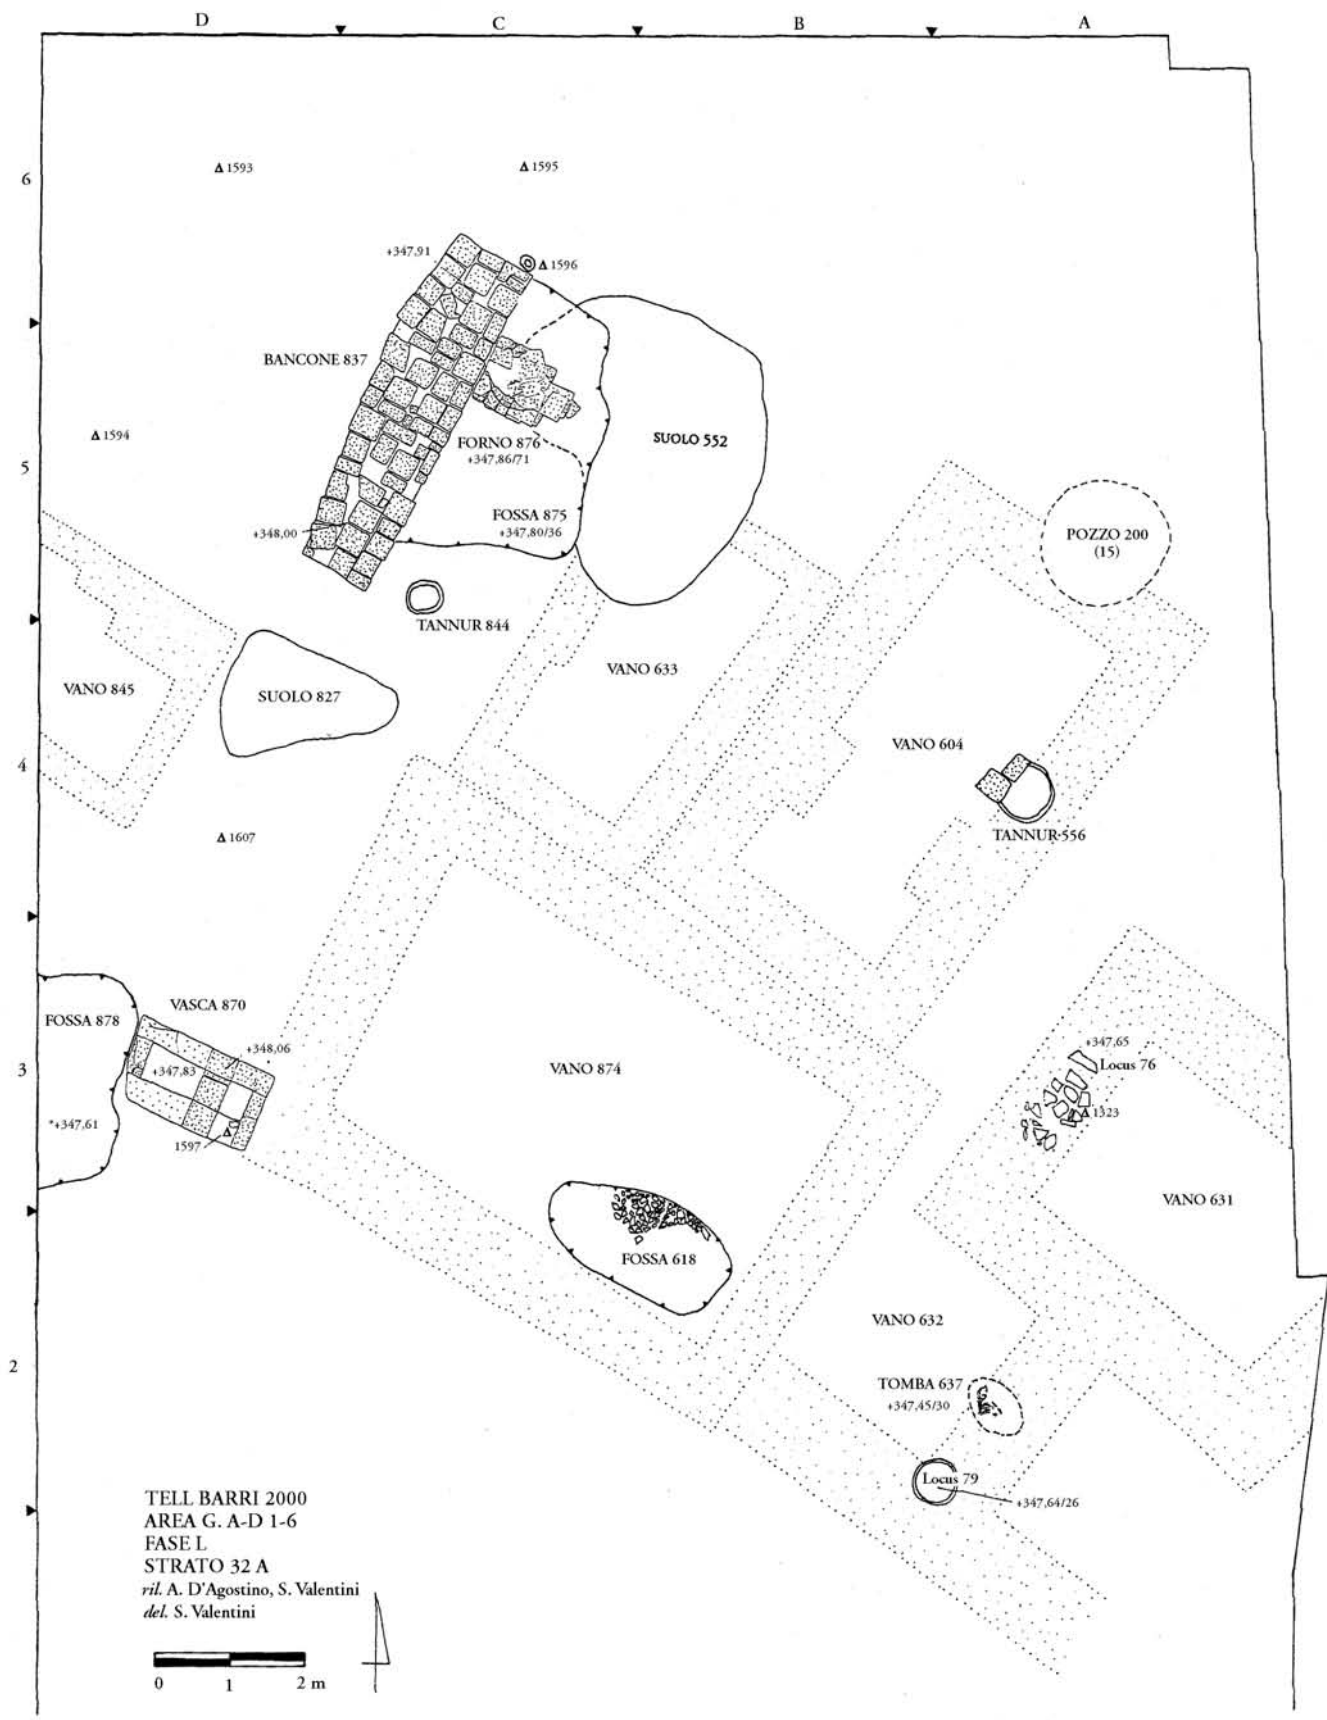 D C B A
6
Δ 1593
Δ 1595
+347,91
Δ 1596
BANCONE 837
Δ 1594
5
FORNO 876
+347,86/71
SUOLO 552
FOSSA 875
+347,80/36
+348,00
POZZO 200
(15)
TANNUR 844
VANO 845
SUOLO 827
VANO 633
4
VANO 604
Δ 1607
TANNUR 556
FOSSA 878
VASCA 870
+348,06
+347,83
3
VANO 874
+347,65
Locus 76
Δ 1323
*+347,61
1597 Δ
VANO 631
FOSSA 618
VANO 632
2
TOMBA 637
+347,45/30
Locus 79
+347,64/26
TELL BARRI 2000
AREA G. A-D 1-6
FASE L
STRATO 32 A
ril. A. D'Agostino, S. Valentini
del. S. Valentini
0 1 2 m